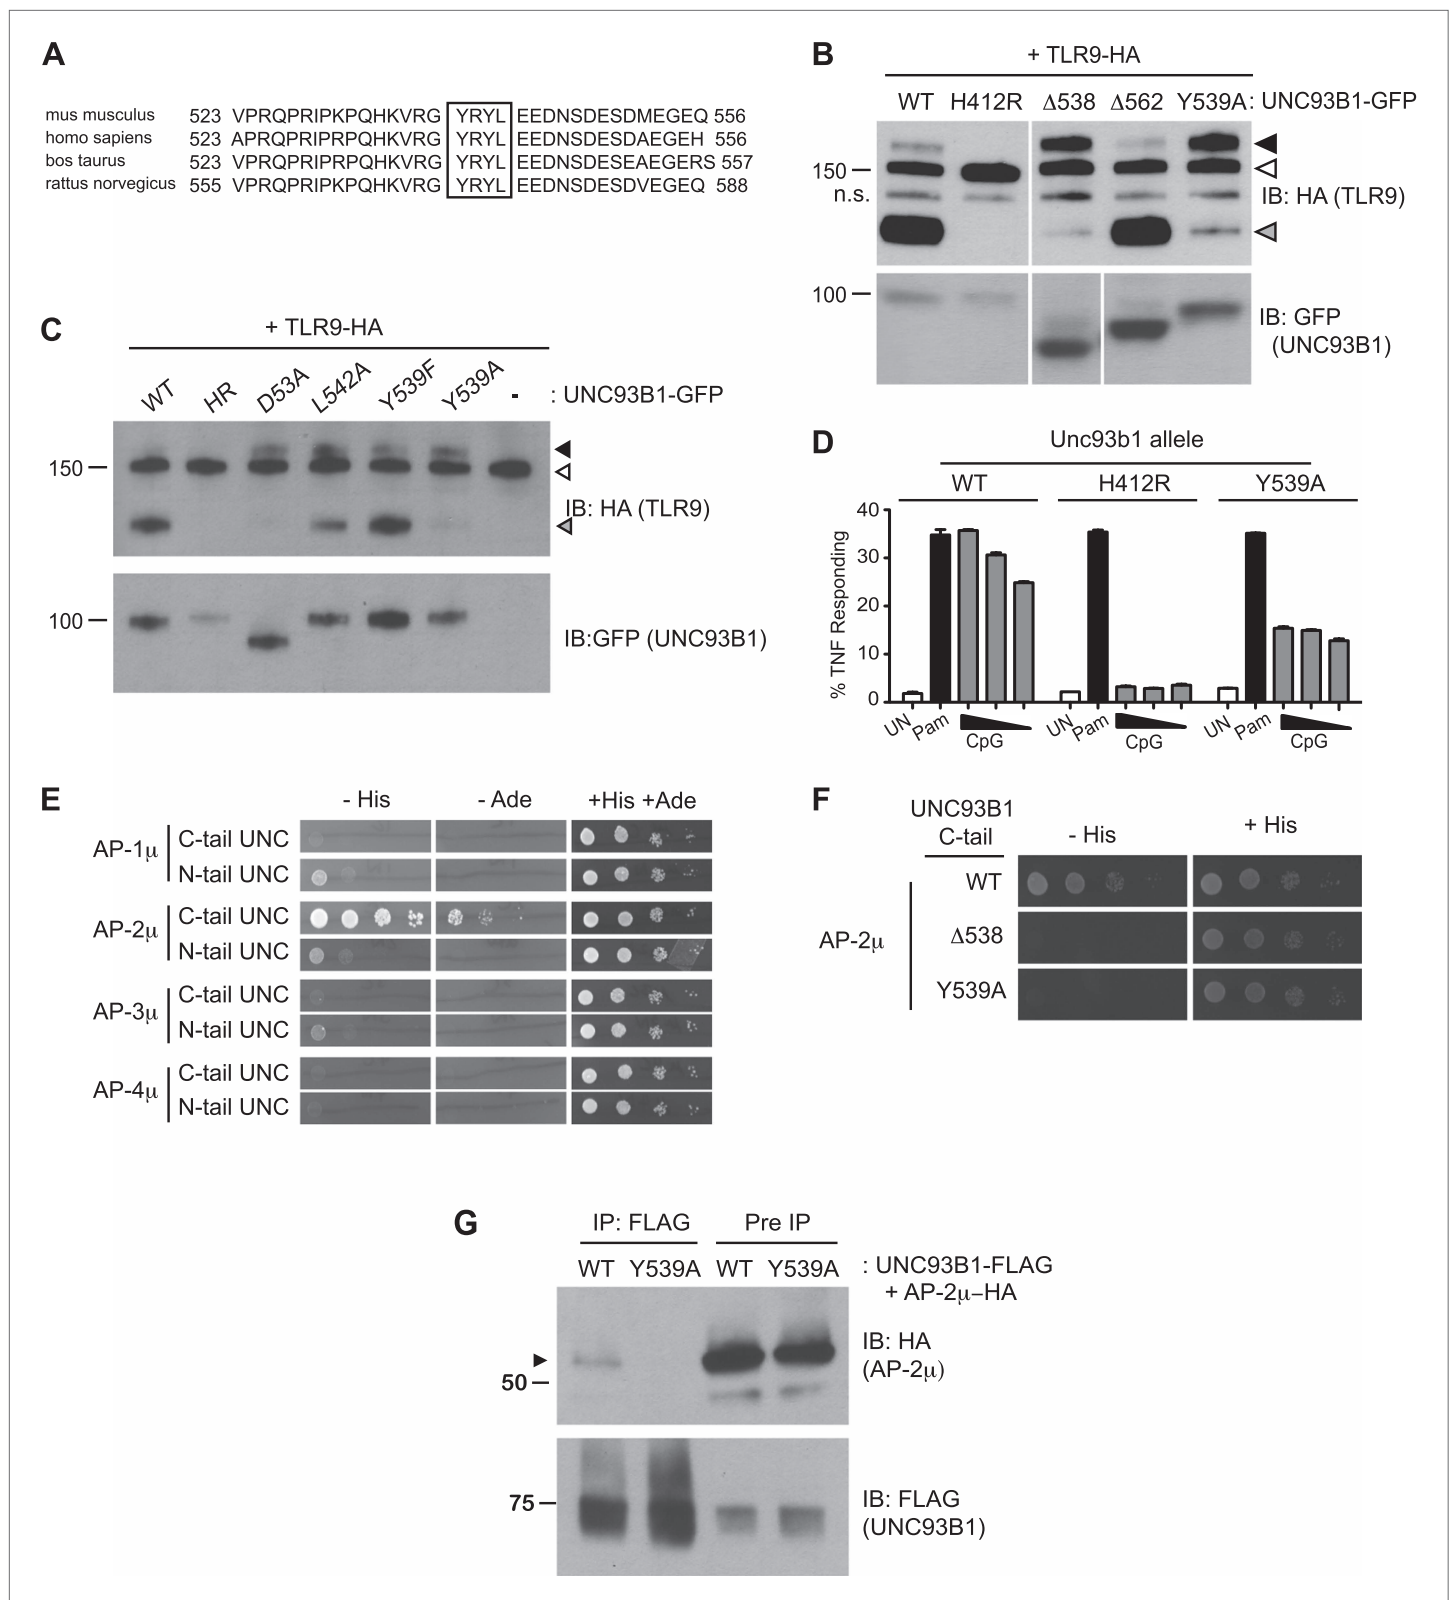 A
mus musculus 523 VPRQPRIPKPQHKVRG YRYL EEDNSDESDMEGEQ 556
homo sapiens 523 APRQPRIPKPQHKVRG YRYL EEDNSDESDAEGEH 556
bos taurus 523 VPRQPRIPRPQHKVRG YRYL EEDNSDESEAEGERS 557
rattus norvegicus 555 VPRQPRIPKPQHKVRG YRYL EEDNSDESDVEGEQ 588
B
+ TLR9-HA
WT H412R Δ538 Δ562 Y539A : UNC93B1-GFP
150
n.s.
IB: HA (TLR9)
100
IB: GFP
(UNC93B1)
C
+ TLR9-HA
WT HR D53A L542A Y539F Y539A - : UNC93B1-GFP
150
IB: HA (TLR9)
100
IB:GFP (UNC93B1)
D
Unc93b1 allele
WT H412R Y539A
% TNF Responding
40
30
20
10
0
UN Pam CpG UN Pam CpG UN Pam CpG
E
- His - Ade +His +Ade
AP-1μ
C-tail UNC
N-tail UNC
AP-2μ
C-tail UNC
N-tail UNC
AP-3μ
C-tail UNC
N-tail UNC
AP-4μ
C-tail UNC
N-tail UNC
F
UNC93B1
C-tail
- His + His
WT
AP-2μ
Δ538
Y539A
G
IP: FLAG Pre IP
WT Y539A WT Y539A : UNC93B1-FLAG
+ AP-2μ–HA
IB: HA
(AP-2μ)
50
75
IB: FLAG
(UNC93B1)